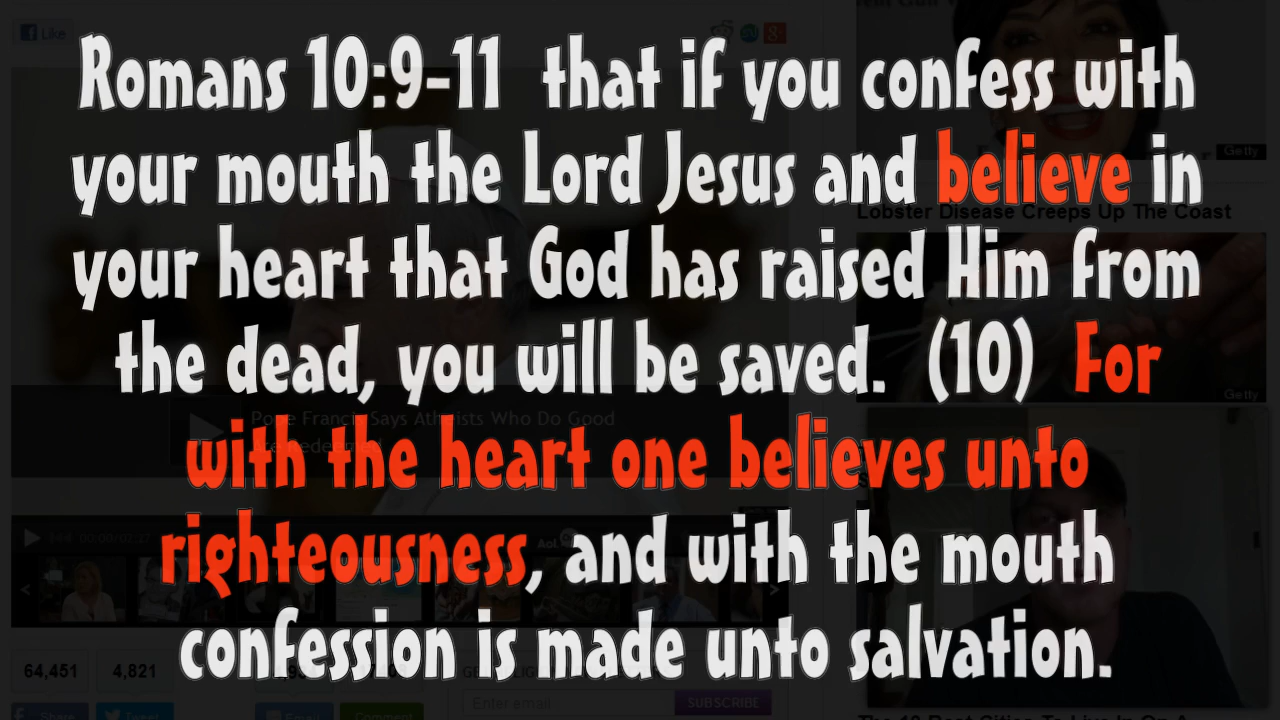 Like
Romans 10:9-11 that if you confess with
Getty
your mouth the Lord Jesus and believe in
Lobster Disease Creeps Up The Coast
your heart that God has raised Him from
the dead, you will be saved. (10) For
Getty
Pope Francis Says Atheists Who Do Good
with the heart one believes unto
righteousness, and with the mouth
confession is made unto salvation.
64,451
4,821
Enter email
SUBSCRIBE
Share
Tweet